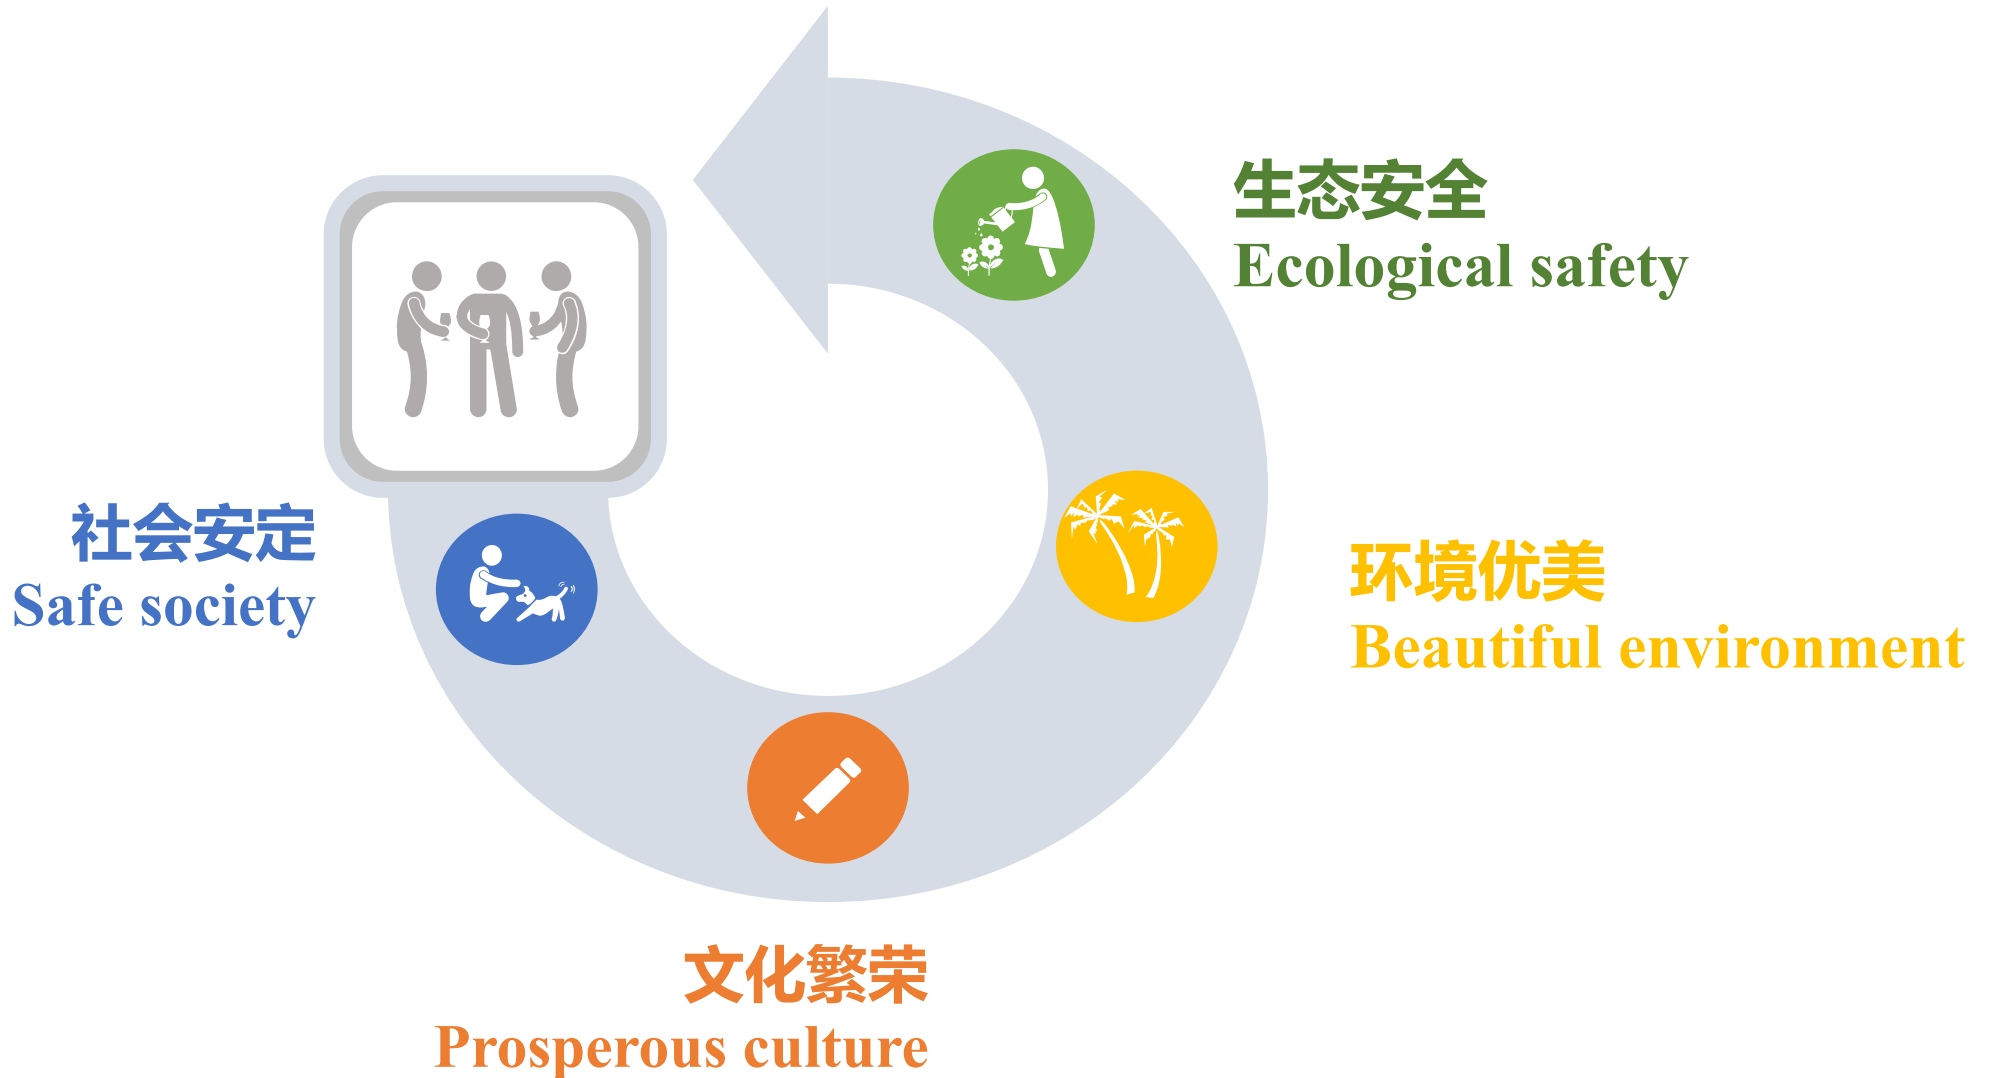 生态安全
Ecological safety
社会安定
Safe society
环境优美
Beautiful environment
文化繁荣
Prosperous culture